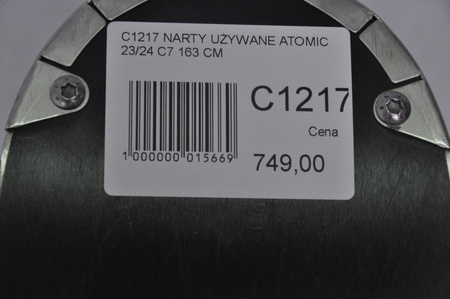 C1217 NARTY UŻYWANE ATOMIC
23/24 C7 163 CM
C1217
Cena
1 000000 015669
749,00